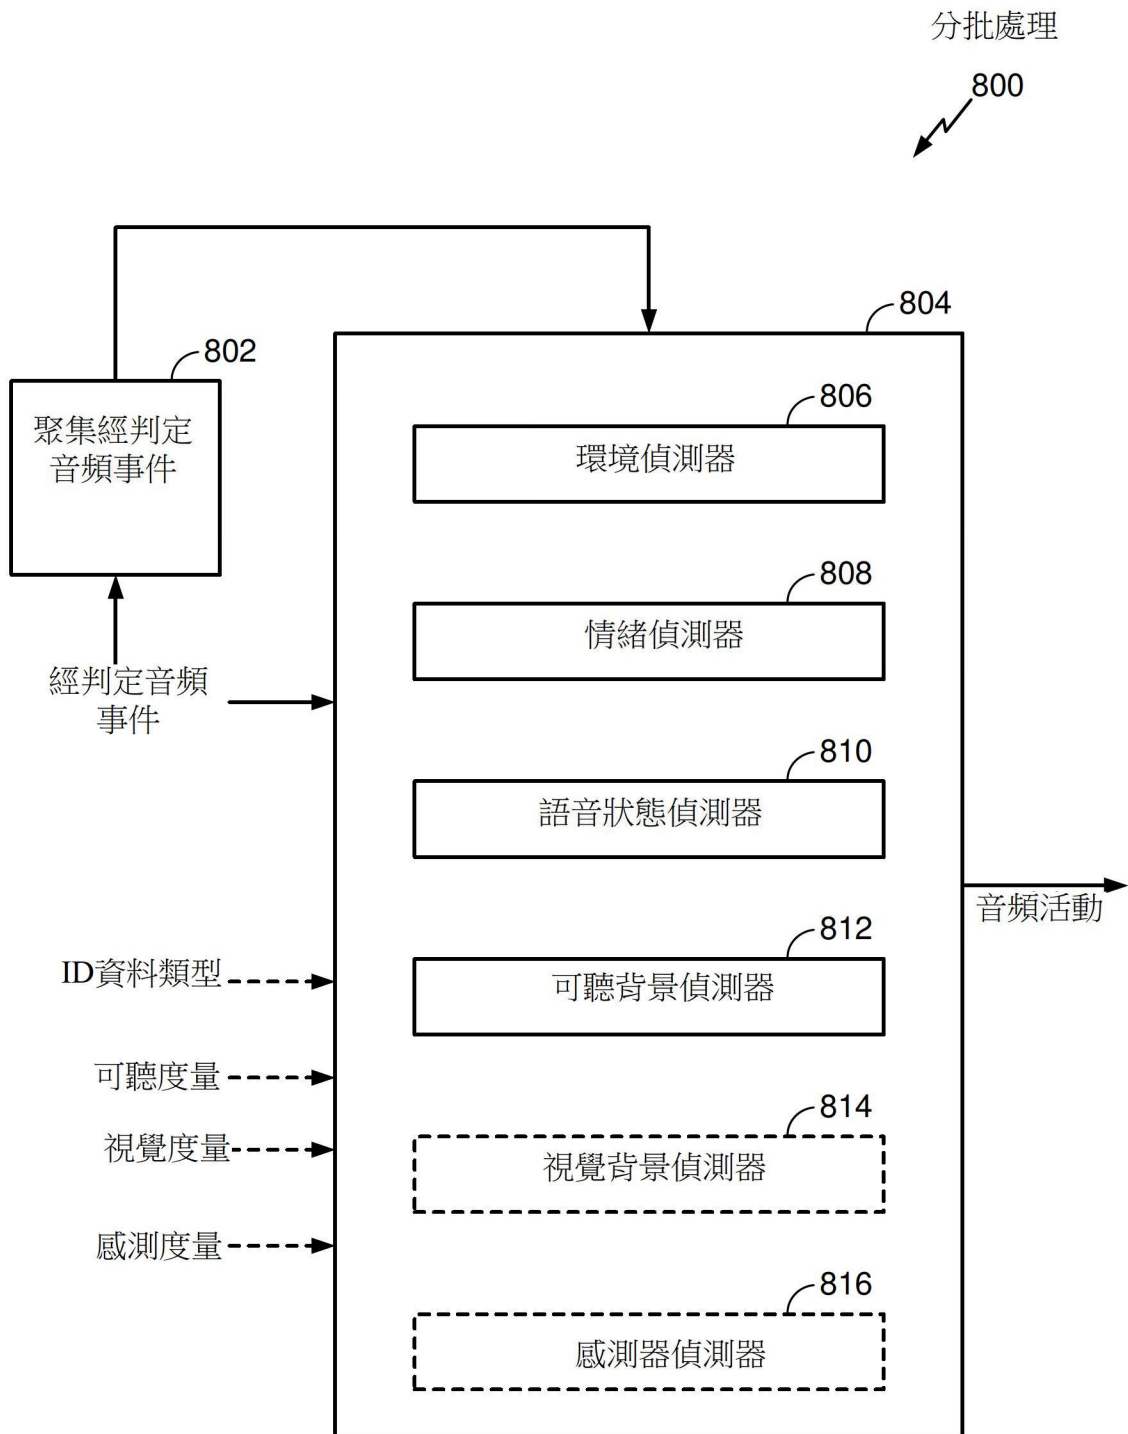 分批處理
800
804
802
聚集經判定
音頻事件
806
環境偵測器
808
情緒偵測器
經判定音頻
事件
810
語音狀態偵測器
音頻活動
812
可聽背景偵測器
ID資料類型
可聽度量
視覺度量
814
視覺背景偵測器
感測度量
816
感測器偵測器